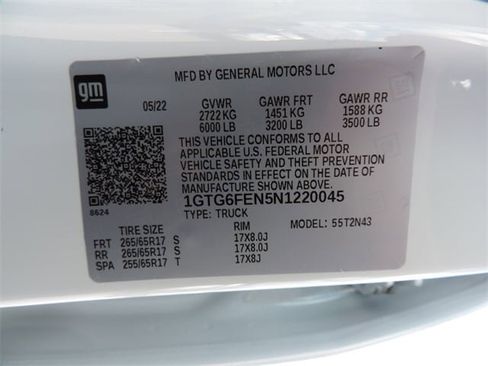 gm
MFD BY GENERAL MOTORS LLC
05/22 GVWR GAWR FRT GAWR RR
2722 KG 1451 KG 1588 KG
6000 LB 3200 LB 3500 LB
THIS VEHICLE CONFORMS TO ALL
APPLICABLE U.S. FEDERAL MOTOR
VEHICLE SAFETY AND THEFT PREVENTION
STANDARDS IN EFFECT ON THE DATE OF
MANUFACTURE SHOWN ABOVE.
8624 1GTG6FEN5N1220045
TYPE: TRUCK MODEL: 55T2N43
TIRE SIZE RIM
FRT 265/65R17 S 17X8.0J
RR 265/65R17 S 17X8.0J
SPA 255/65R17 T 17X8J